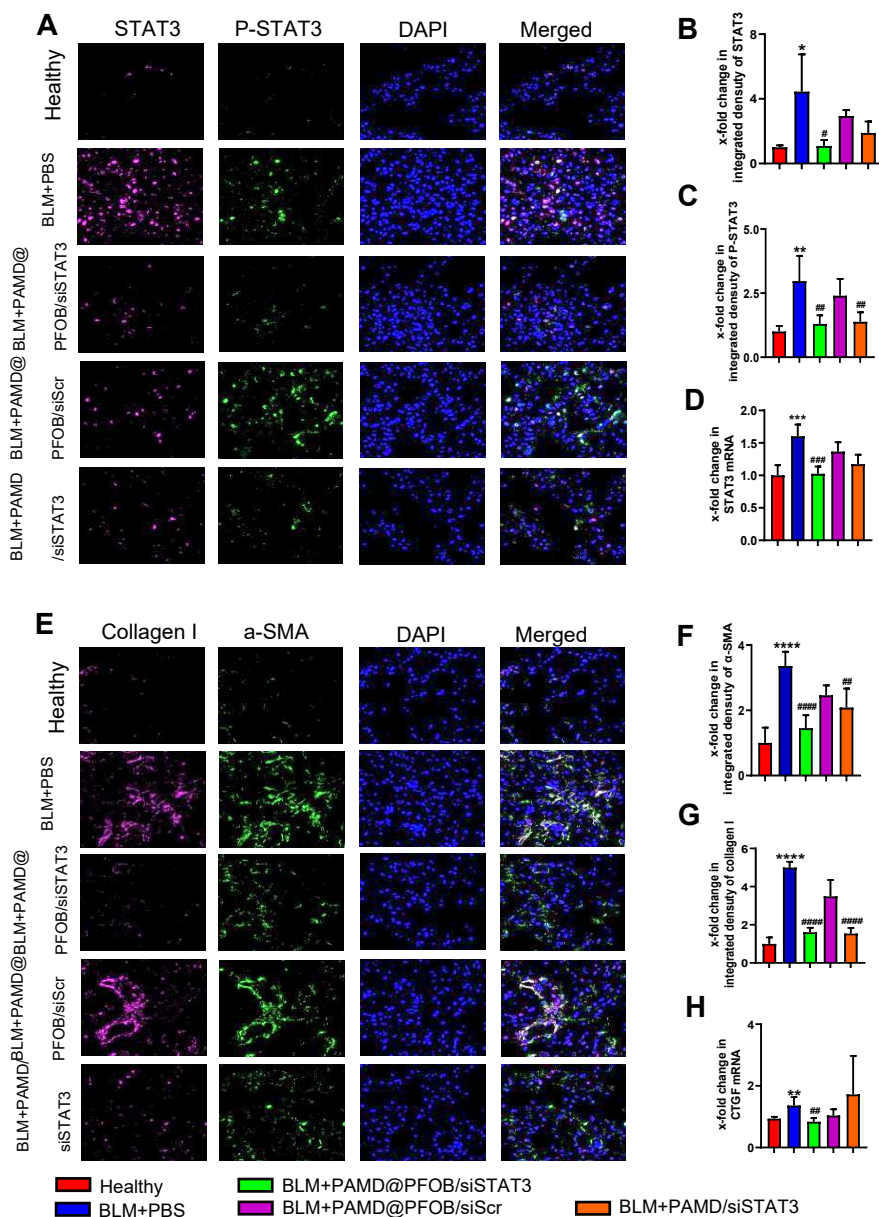 A
STAT3 P-STAT3 DAPI Merged
Healthy
BLM+PBS
BLM+PAMD@
PFOB/siSTAT3
BLM+PAMD@
PFOB/siScr
BLM+PAMD
/siSTAT3
B
x-fold change in
integrated density of STAT3
8
4
0
*
#
C
x-fold change in
integrated densuty of P-STAT3
5.0
2.5
0.0
**
##
##
D
x-fold change in
STAT3 mRNA
2.0
1.5
1.0
0.5
0.0
***
###
E
Collagen I a-SMA DAPI Merged
Healthy
BLM+PBS
BLM+PAMD@
PFOB/siSTAT3
BLM+PAMD@
PFOB/siScr
BLM+PAMD/
siSTAT3
F
x-fold change in
integrated density of α-SMA
4
2
0
****
####
##
G
x-fold change in
integrated density of collagen I
6
4
2
0
****
####
####
H
x-fold change in
CTGF mRNA
4
2
0
**
##
Healthy
BLM+PBS
BLM+PAMD@PFOB/siSTAT3
BLM+PAMD@PFOB/siScr
BLM+PAMD/siSTAT3